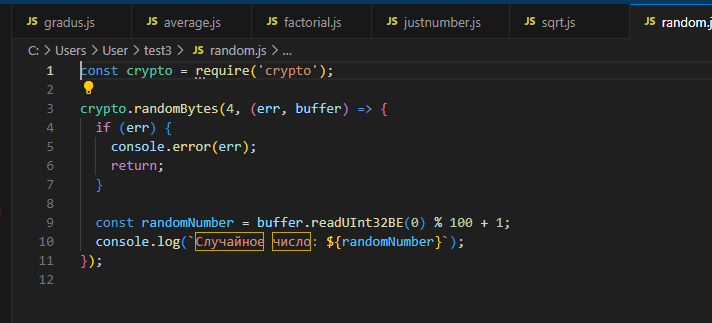 JS gradus.js JS average.js JS factorial.js JS justnumber.js JS sqrt.js JS random.j
C: > Users > User > test3 > JS random.js > ...
1 const crypto = require('crypto');
2
3 crypto.randomBytes(4, (err, buffer) => {
4 if (err) {
5 console.error(err);
6 return;
7 }
8
9 const randomNumber = buffer.readUInt32BE(0) % 100 + 1;
10 console.log(`Случайное число: ${randomNumber}`);
11 });
12